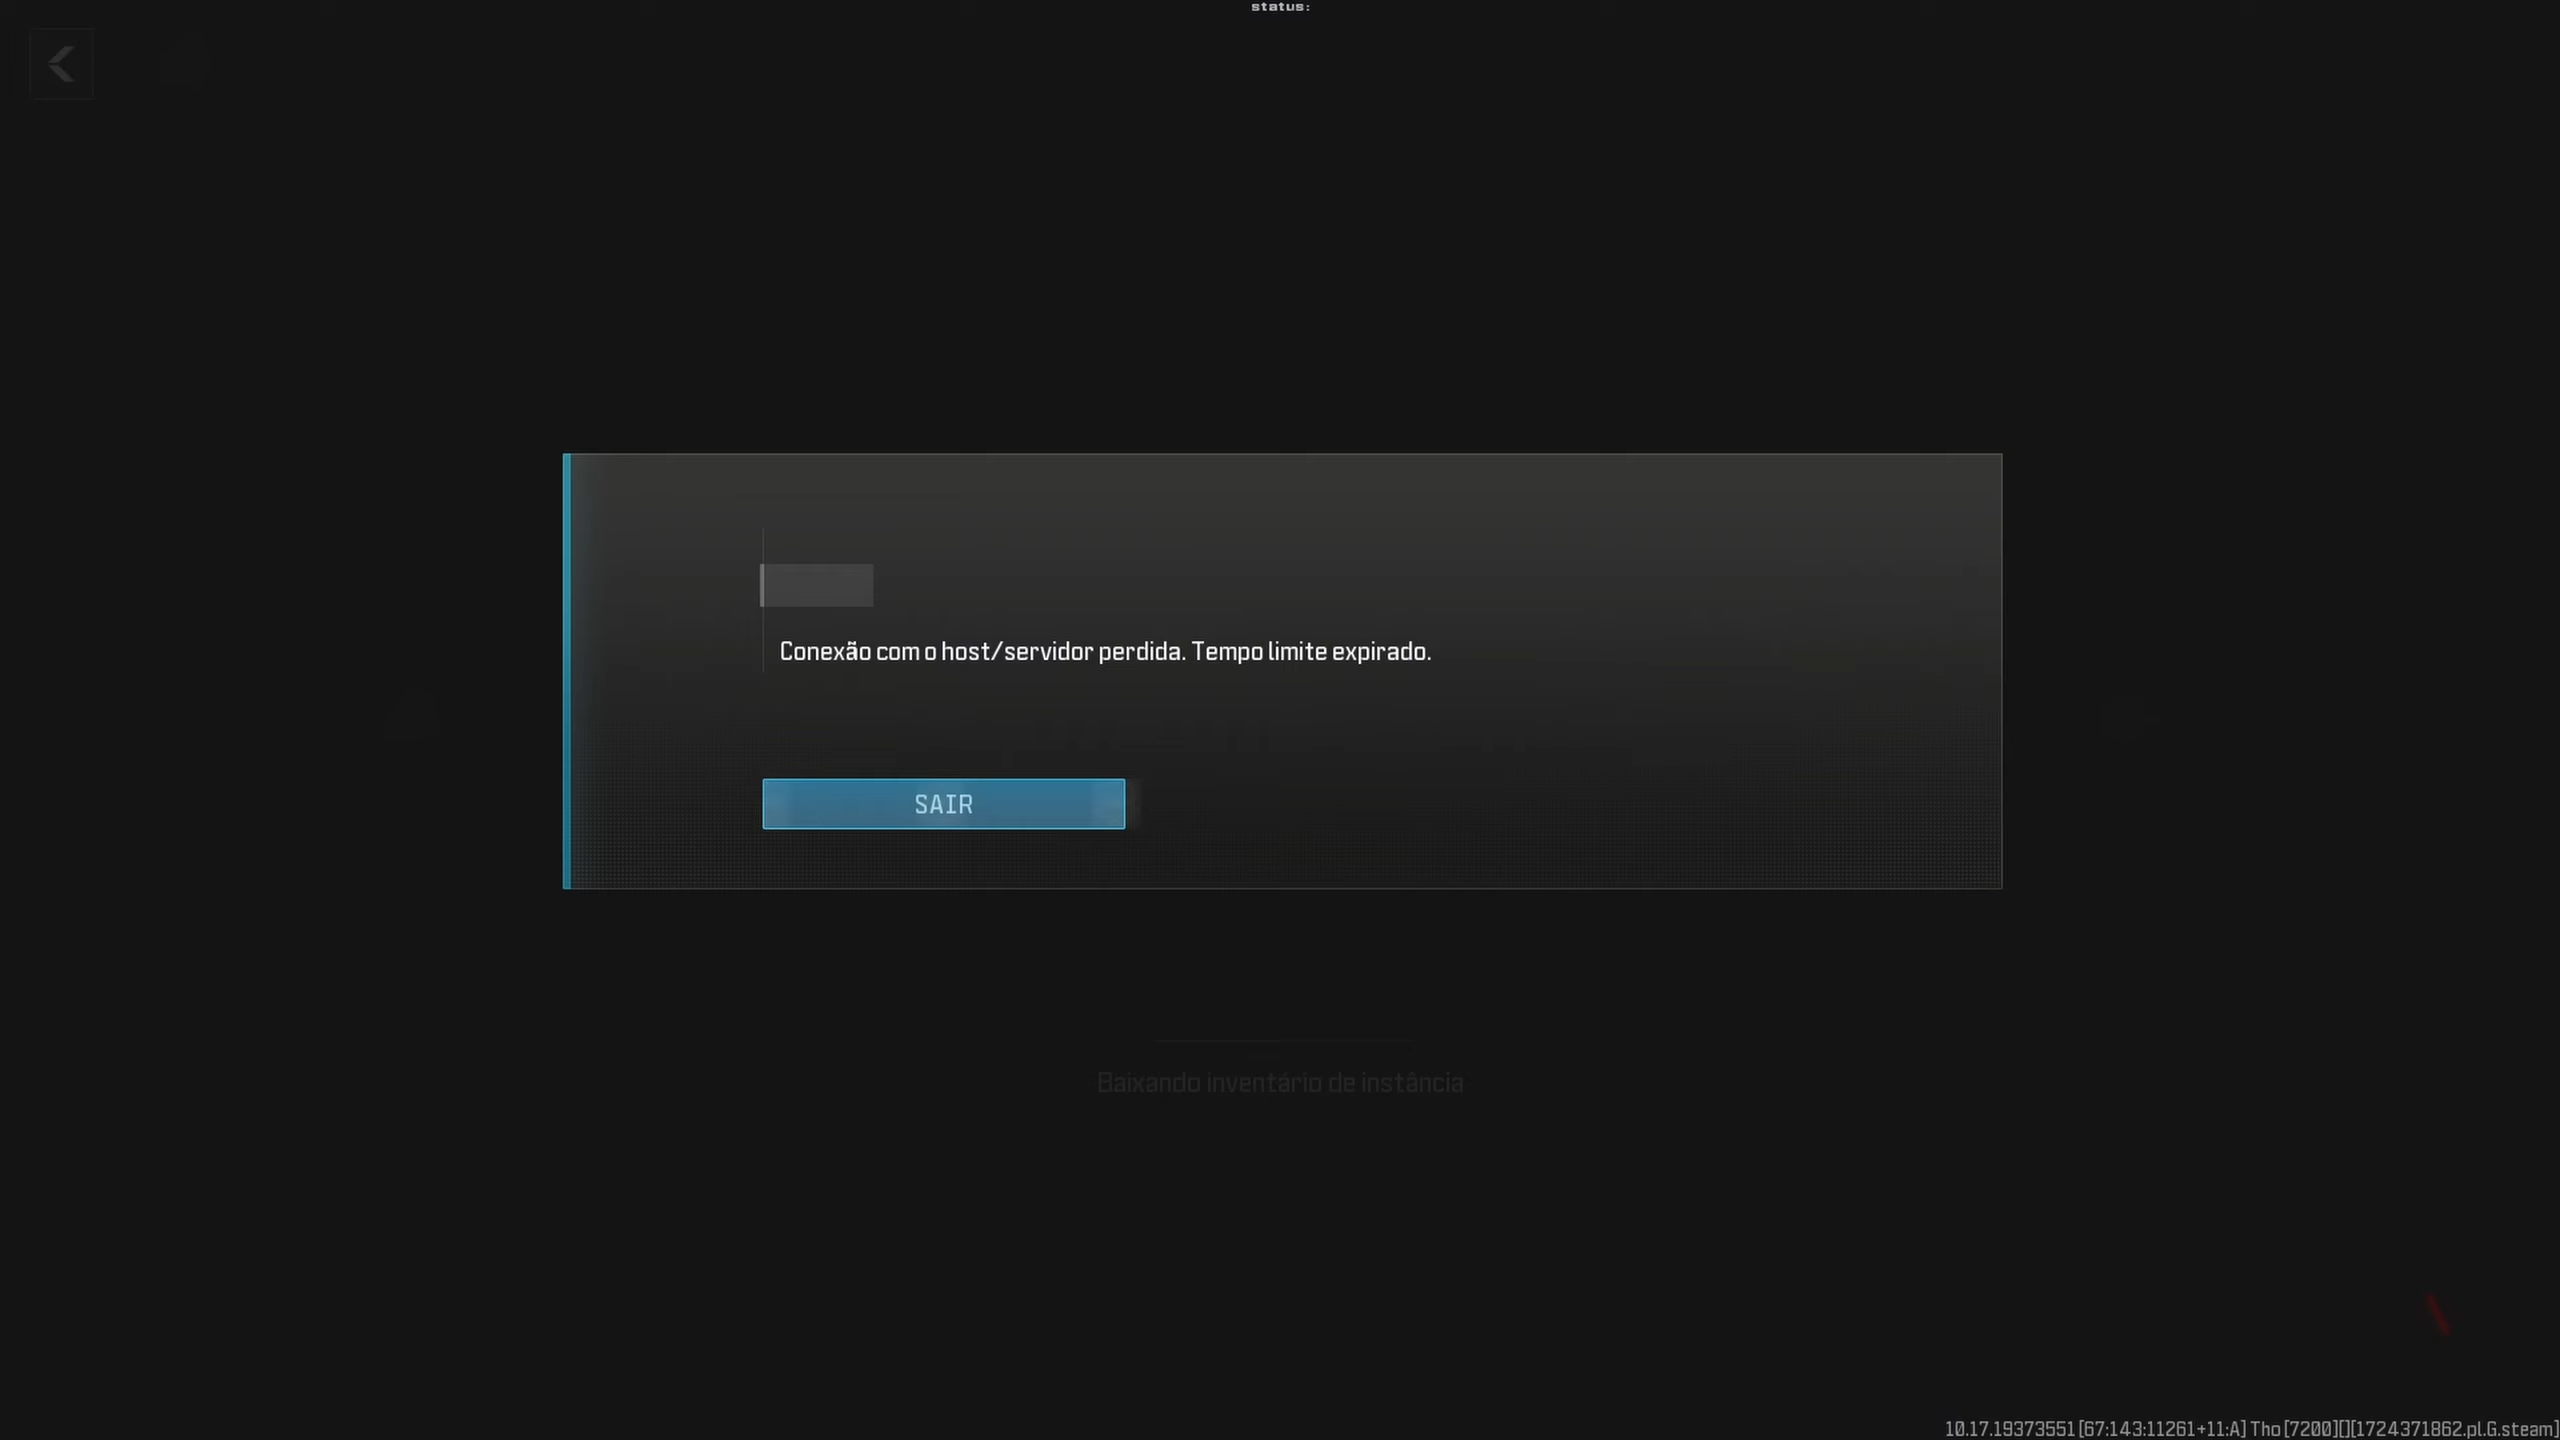 status:
Conexão com o host/servidor perdida. Tempo limite expirado.
SAIR
Baixando inventário de instância
10.17.19373551 [67:143:11261+11:A] Tho [7200][][1724371862.pl.G.steam]